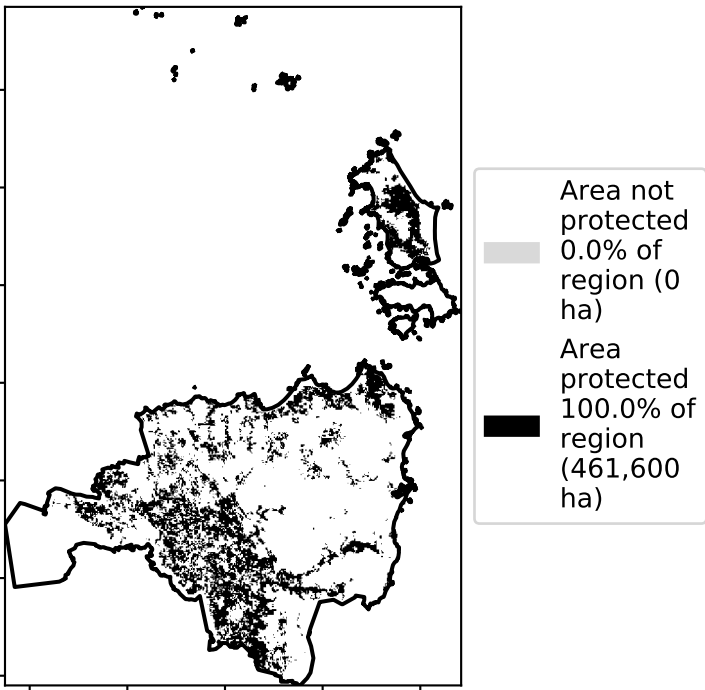 Area not
protected
0.0% of
region (0
ha)
Area
protected
100.0% of
region
(461,600
ha)